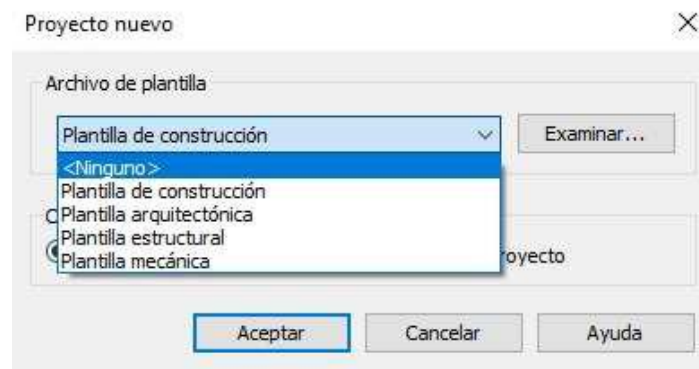 Proyecto nuevo
Archivo de plantilla
Plantilla de construcción
Examinar...
<Ninguno>
Plantilla de construcción
Plantilla arquitectónica
Plantilla estructural
Plantilla mecánica
Aceptar
Cancelar
Ayuda